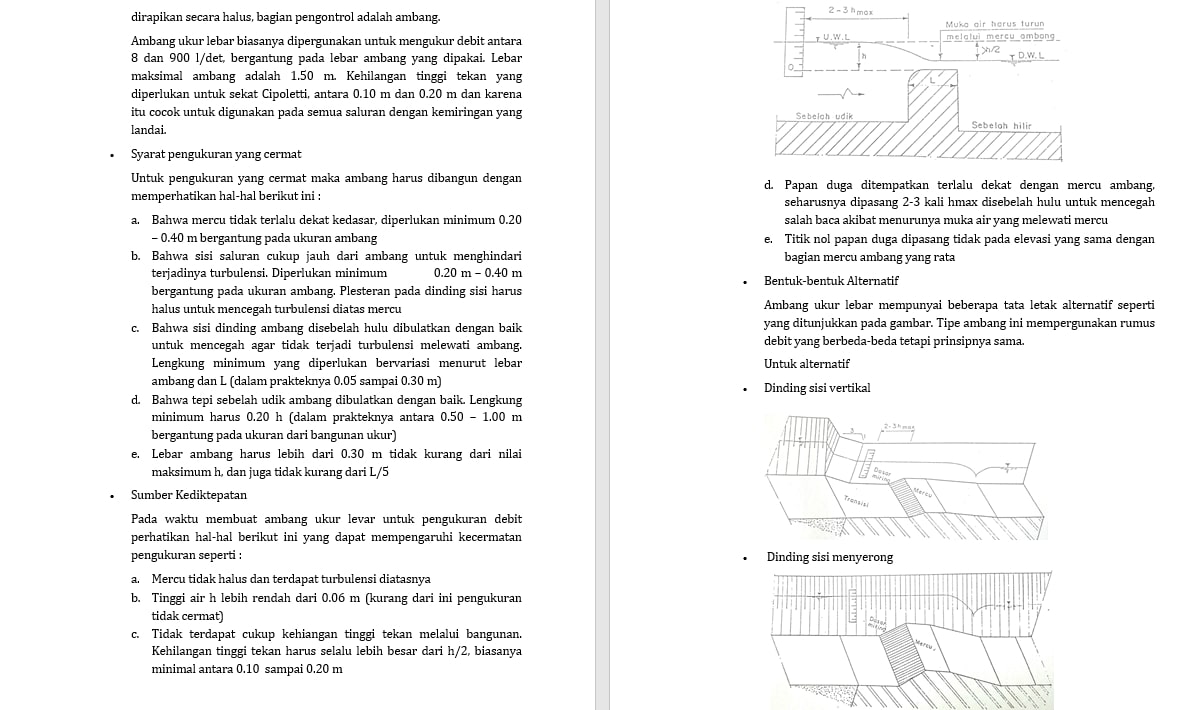 dirapikan secara halus, bagian pengontrol adalah ambang.
Ambang ukur lebar biasanya dipergunakan untuk mengukur debit antara
8 dan 900 l/det, bergantung pada lebar ambang yang dipakai. Lebar
maksimal ambang adalah 1.50 m. Kehilangan tinggi tekan yang
diperlukan untuk sekat Cipoletti, antara 0.10 m dan 0.20 m dan karena
itu cocok untuk digunakan pada semua saluran dengan kemiringan yang
landai.
• Syarat pengukuran yang cermat
Untuk pengukuran yang cermat maka ambang harus dibangun dengan
memperhatikan hal-hal berikut ini :
a. Bahwa mercu tidak terlalu dekat kedasar, diperlukan minimum 0.20
– 0.40 m bergantung pada ukuran ambang
b. Bahwa sisi saluran cukup jauh dari ambang untuk menghindari
terjadinya turbulensi. Diperlukan minimum 0.20 m – 0.40 m
bergantung pada ukuran ambang. Plesteran pada dinding sisi harus
halus untuk mencegah turbulensi diatas mercu
c. Bahwa sisi dinding ambang disebelah hulu dibulatkan dengan baik
untuk mencegah agar tidak terjadi turbulensi melewati ambang.
Lengkung minimum yang diperlukan bervariasi menurut lebar
ambang dan L (dalam prakteknya 0.05 sampai 0.30 m)
d. Bahwa tepi sebelah udik ambang dibulatkan dengan baik. Lengkung
minimum harus 0.20 h (dalam prakteknya antara 0.50 – 1.00 m
bergantung pada ukuran dari bangunan ukur)
e. Lebar ambang harus lebih dari 0.30 m tidak kurang dari nilai
maksimum h, dan juga tidak kurang dari L/5
• Sumber Kediktepatan
Pada waktu membuat ambang ukur levar untuk pengukuran debit
perhatikan hal-hal berikut ini yang dapat mempengaruhi kecermatan
pengukuran seperti :
a. Mercu tidak halus dan terdapat turbulensi diatasnya
b. Tinggi air h lebih rendah dari 0.06 m (kurang dari ini pengukuran
tidak cermat)
c. Tidak terdapat cukup kehiangan tinggi tekan melalui bangunan.
Kehilangan tinggi tekan harus selalu lebih besar dari h/2, biasanya
minimal antara 0.10 sampai 0.20 m
2-3 hmax
Muka air harus turun
melalui mercu ambang
U.W.L
h
D.W.L
0
L
Sebelah udik
Sebelah hilir
d. Papan duga ditempatkan terlalu dekat dengan mercu ambang,
seharusnya dipasang 2-3 kali hmax disebelah hulu untuk mencegah
salah baca akibat menurunya muka air yang melewati mercu
e. Titik nol papan duga dipasang tidak pada elevasi yang sama dengan
bagian mercu ambang yang rata
• Bentuk-bentuk Alternatif
Ambang ukur lebar mempunyai beberapa tata letak alternatif seperti
yang ditunjukkan pada gambar. Tipe ambang ini mempergunakan rumus
debit yang berbeda-beda tetapi prinsipnya sama.
Untuk alternatif
• Dinding sisi vertikal
2-3 hmax
Dasar
miring
Mercu
Transisi
• Dinding sisi menyerong
Dasar
miring
Mercu